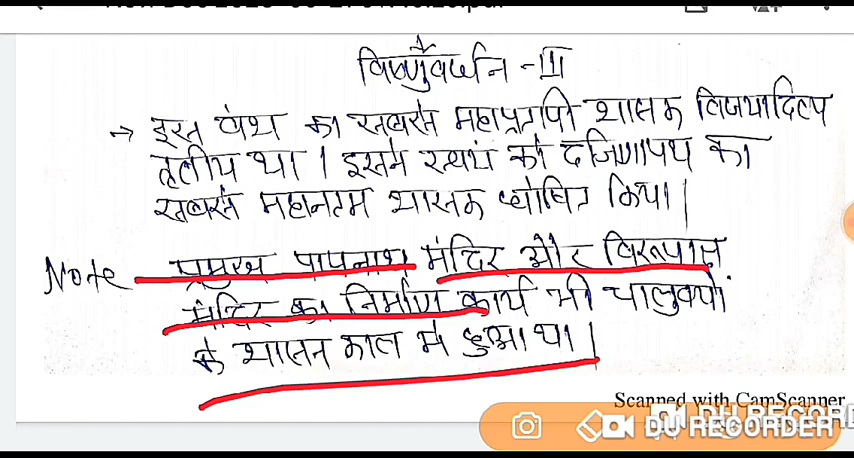 विष्णुवर्धन - III
→ इस वंश का सबसे महाप्रतापी शासक विजयादित्य
तृतीय था। इसने स्वयं को दक्षिणापथ का
सबसे महानतम शासक घोषित किया।
Note प्रमुख पापनाथ मंदिर और विरूपाक्ष
मंदिर का निर्माण कार्य भी चालुक्यो
के शासन काल मे हुआ था।
Scanned with CamScanner
DU RECORDER